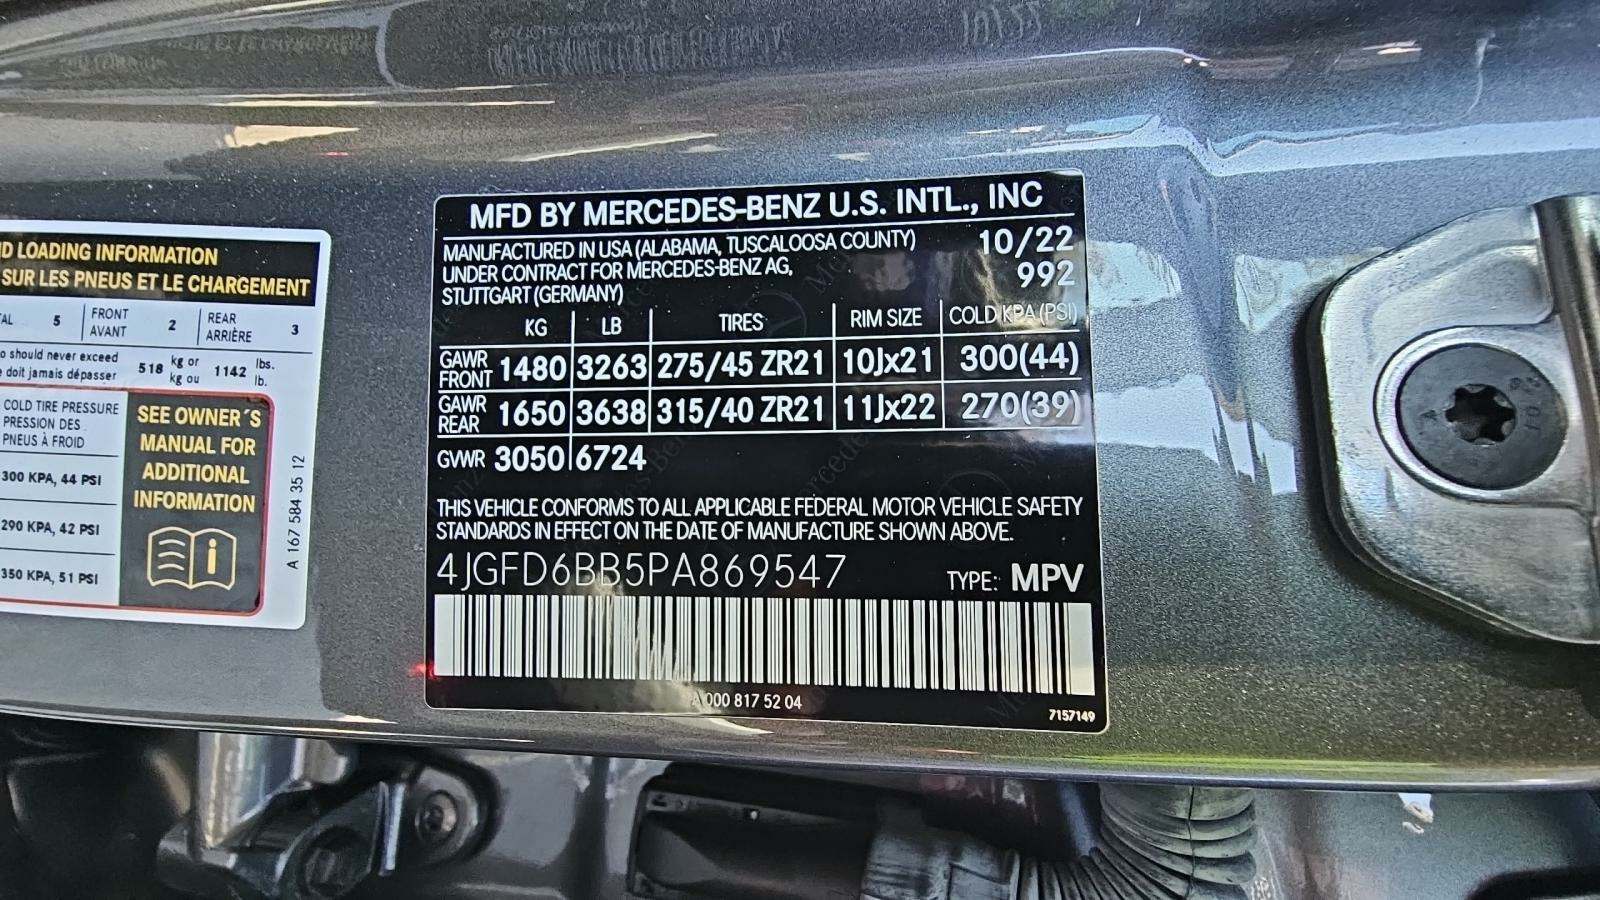 D LOADING INFORMATION
SUR LES PNEUS ET LE CHARGEMENT
AL 5 FRONT AVANT 2 REAR ARRIÈRE 3
o should never exceed
e doit jamais dépasser 518 kg or kg ou 1142 lbs. lb.
COLD TIRE PRESSURE
PRESSION DES
PNEUS À FROID
300 KPA, 44 PSI
290 KPA, 42 PSI
350 KPA, 51 PSI
SEE OWNER´S
MANUAL FOR
ADDITIONAL
INFORMATION
A 167 584 35 12
MFD BY MERCEDES-BENZ U.S. INTL., INC
MANUFACTURED IN USA (ALABAMA, TUSCALOOSA COUNTY) 10/22
UNDER CONTRACT FOR MERCEDES-BENZ AG, 992
STUTTGART (GERMANY)
KG LB TIRES RIM SIZE COLD KPA (PSI)
GAWR FRONT 1480 3263 275/45 ZR21 10Jx21 300(44)
GAWR REAR 1650 3638 315/40 ZR21 11Jx22 270(39)
GVWR 3050 6724
THIS VEHICLE CONFORMS TO ALL APPLICABLE FEDERAL MOTOR VEHICLE SAFETY
STANDARDS IN EFFECT ON THE DATE OF MANUFACTURE SHOWN ABOVE.
4JGFD6BB5PA869547 TYPE: MPV
A 000 817 52 04
7157149